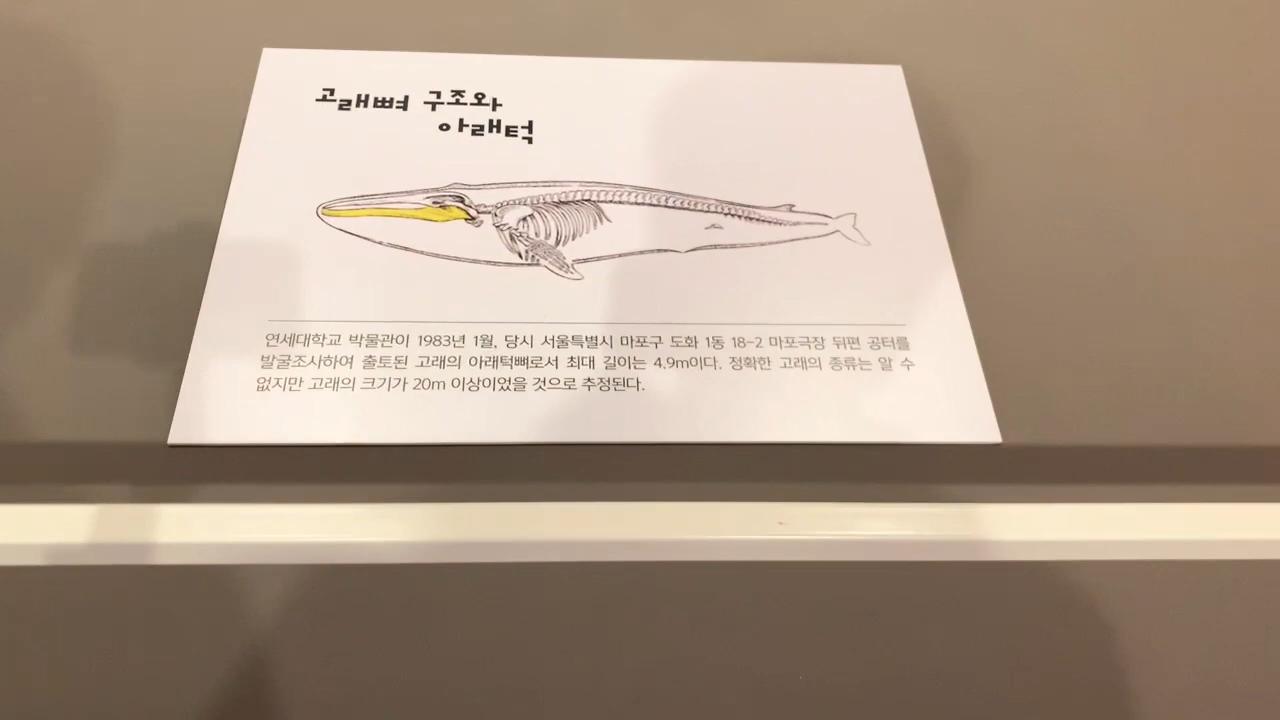 고래뼈 구조와
아래턱
연세대학교 박물관이 1983년 1월, 당시 서울특별시 마포구 도화 1동 18-2 마포극장 뒤편 공터를
발굴조사하여 출토된 고래의 아래턱뼈로서 최대 길이는 4.9m이다. 정확한 고래의 종류는 알 수
없지만 고래의 크기가 20m 이상이었을 것으로 추정된다.